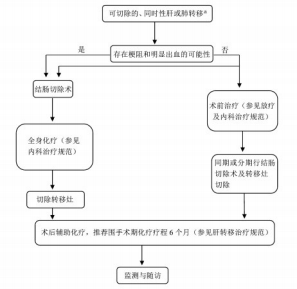 可切除的、同时性肝或肺转移*
是
存在梗阻和明显出血的可能性
否
结肠切除术
术前治疗（参见放疗
及内科治疗规范）
全身化疗（参见
内科治疗规范）
同期或分期行结肠
切除术及转移灶
切除
切除转移灶
术后辅助化疗，推荐围手术期化疗疗程 6 个月（参见肝转移治疗规范）
监测与随访